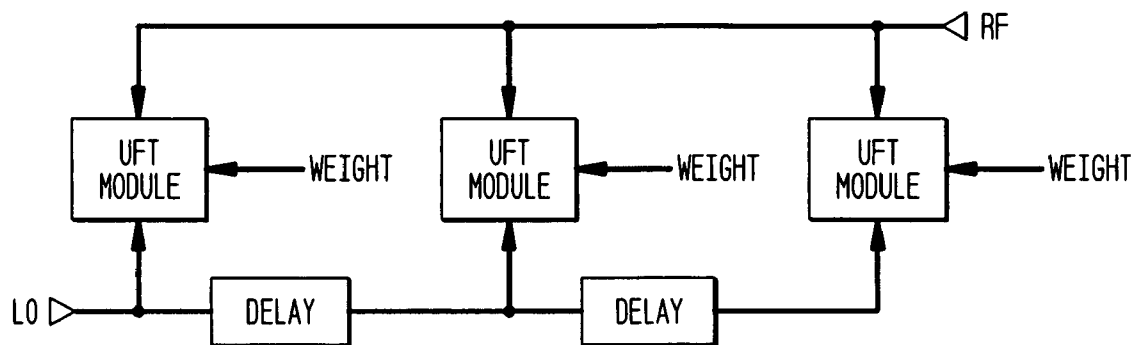 RF
UFT
MODULE
WEIGHT
UFT
MODULE
WEIGHT
UFT
MODULE
WEIGHT
LO
DELAY
DELAY